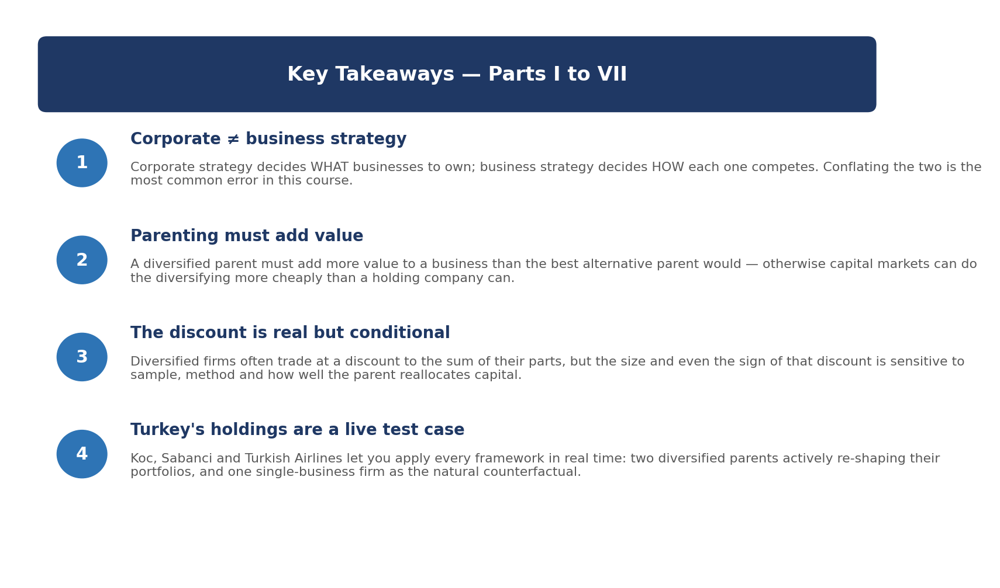 Key Takeaways — Parts I to VII
1
Corporate ≠ business strategy
Corporate strategy decides WHAT businesses to own; business strategy decides HOW each one competes. Conflating the two is the
most common error in this course.
2
Parenting must add value
A diversified parent must add more value to a business than the best alternative parent would — otherwise capital markets can do
the diversifying more cheaply than a holding company can.
3
The discount is real but conditional
Diversified firms often trade at a discount to the sum of their parts, but the size and even the sign of that discount is sensitive to
sample, method and how well the parent reallocates capital.
4
Turkey's holdings are a live test case
Koc, Sabanci and Turkish Airlines let you apply every framework in real time: two diversified parents actively re-shaping their
portfolios, and one single-business firm as the natural counterfactual.